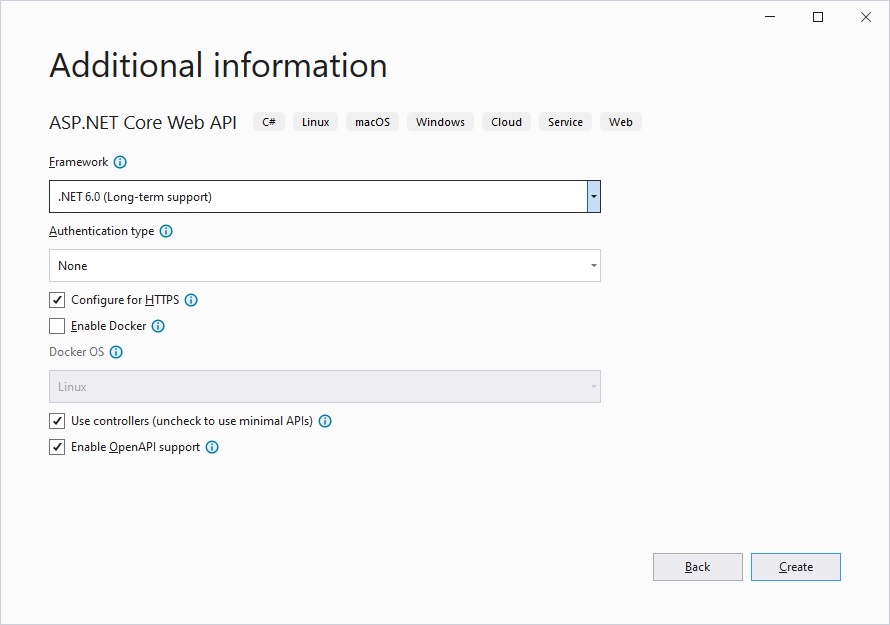 Additional information
ASP.NET Core Web API C# Linux macOS Windows Cloud Service Web
Framework
.NET 6.0 (Long-term support)
Authentication type
None
Configure for HTTPS
Enable Docker
Docker OS
Linux
Use controllers (uncheck to use minimal APIs)
Enable OpenAPI support
Back Create